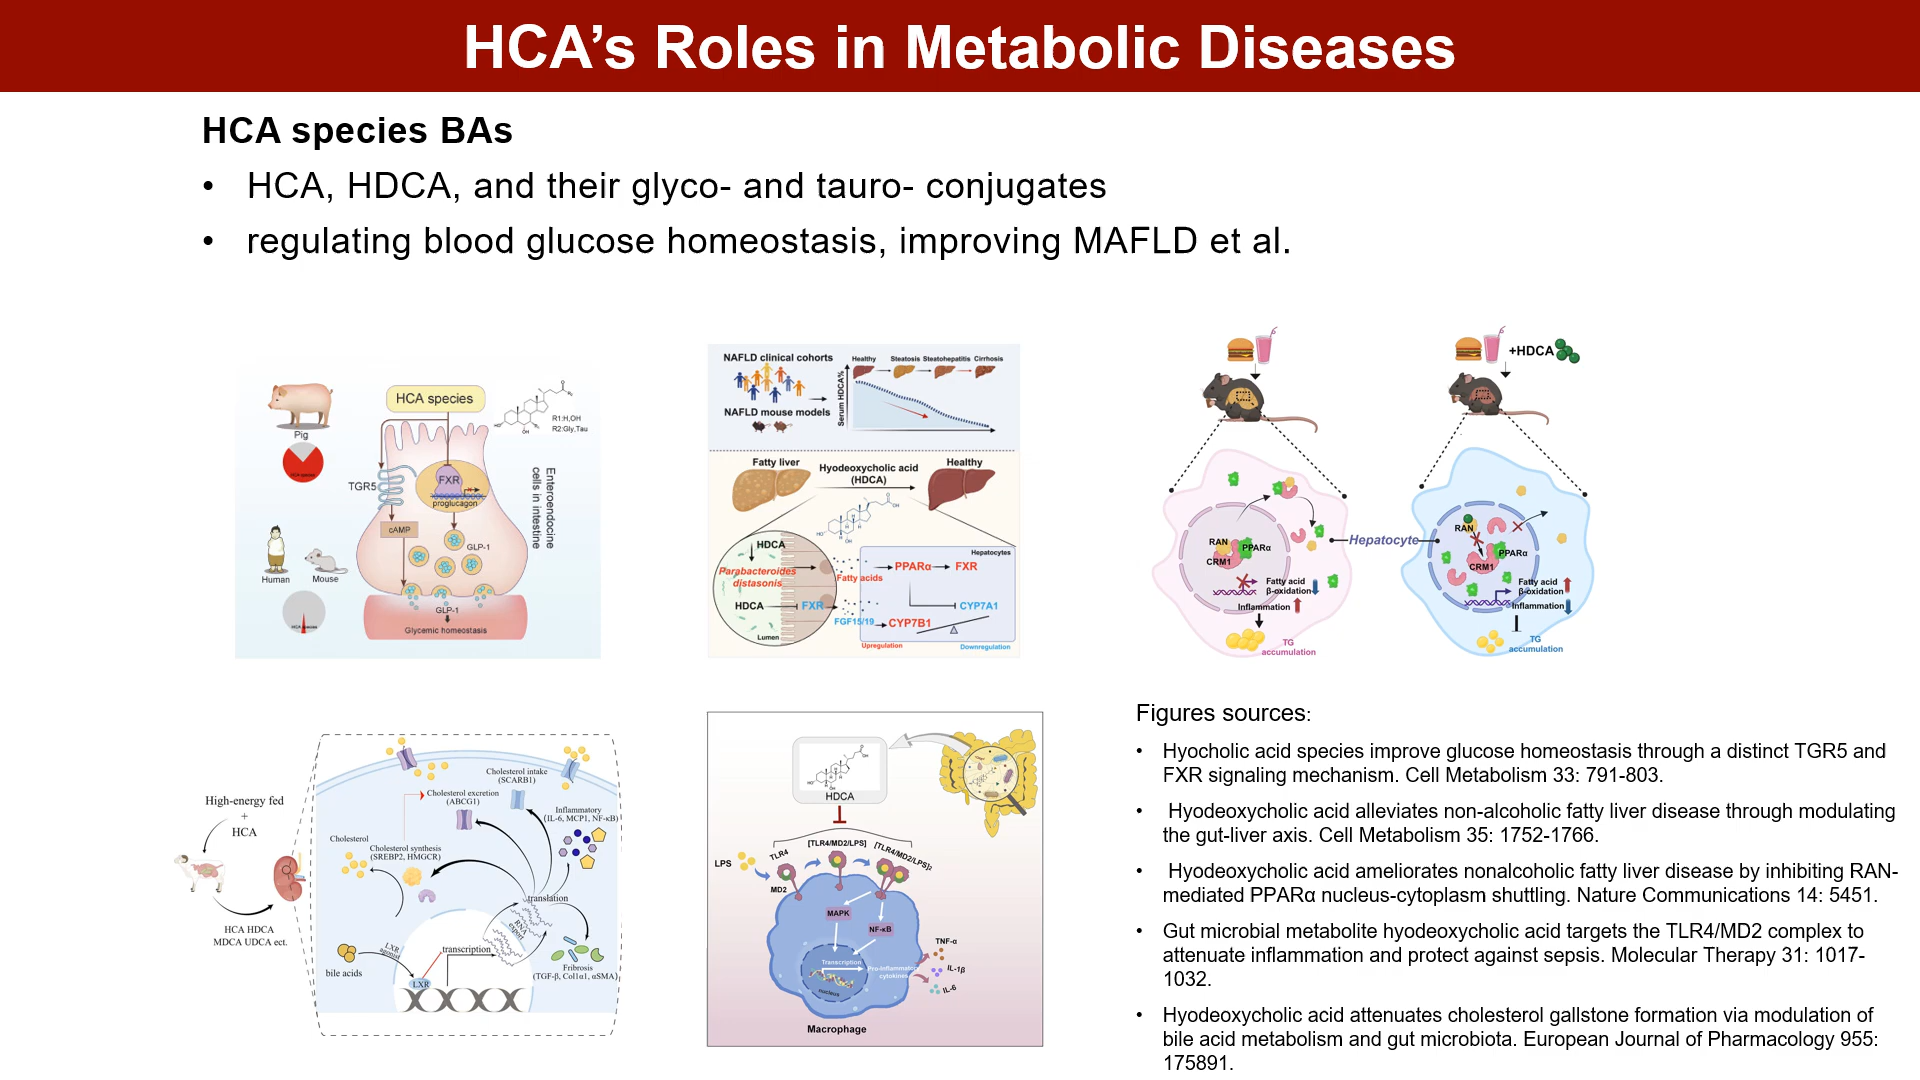 HCA’s Roles in Metabolic Diseases
HCA species BAs
• HCA, HDCA, and their glyco- and tauro- conjugates
• regulating blood glucose homeostasis, improving MAFLD et al.
Pig
HCA species
R1:H,OH
R2:Gly,Tau
TGR5
FXR
proglucagon
cAMP
GLP-1
Enteroendocine
cells in intestine
Human
Mouse
GLP-1
Glycemic homeostasis
NAFLD clinical cohorts
NAFLD mouse models
Healthy Steatosis Steatohepatitis Cirrhosis
Serum HDCA%
Fatty liver
Hyodeoxycholic acid
(HDCA)
Healthy
HDCA
Parabacteroides
distasonis
HDCA
FXR
Lumen
Fatty acids
FGF15/19
Hepatocytes
PPARα
FXR
CYP7A1
CYP7B1
Upregulation
Downregulation
+HDCA
RAN
PPARα
CRM1
Fatty acid
β-oxidation
Inflammation
TG
accumulation
Hepatocyte
RAN
PPARα
CRM1
Fatty acid
β-oxidation
Inflammation
TG
accumulation
High-energy fed
+
HCA
HCA HDCA
MDCA UDCA ect.
Cholesterol intake
(SCARB1)
Cholesterol excretion
(ABCG1)
Inflammatory
(IL-6, MCP1, NF-κB)
Cholesterol
Cholesterol synthesis
(SREBP2, HMGCR)
translation
RNA
export
LXR
agonist
transcription
bile acids
LXR
Fibrosis
(TGF-β, Col1α1, αSMA)
HDCA
LPS
TLR4
MD2
[TLR4/MD2/LPS]
[TLR4/MD2/LPS]₂
MAPK
NF-κB
Transcription
Pro-inflammatory
cytokines
nucleus
TNF-α
IL-1β
IL-6
Macrophage
Figures sources:
• Hyocholic acid species improve glucose homeostasis through a distinct TGR5 and
FXR signaling mechanism. Cell Metabolism 33: 791-803.
• Hyodeoxycholic acid alleviates non-alcoholic fatty liver disease through modulating
the gut-liver axis. Cell Metabolism 35: 1752-1766.
• Hyodeoxycholic acid ameliorates nonalcoholic fatty liver disease by inhibiting RAN-
mediated PPARα nucleus-cytoplasm shuttling. Nature Communications 14: 5451.
• Gut microbial metabolite hyodeoxycholic acid targets the TLR4/MD2 complex to
attenuate inflammation and protect against sepsis. Molecular Therapy 31: 1017-
1032.
• Hyodeoxycholic acid attenuates cholesterol gallstone formation via modulation of
bile acid metabolism and gut microbiota. European Journal of Pharmacology 955:
175891.